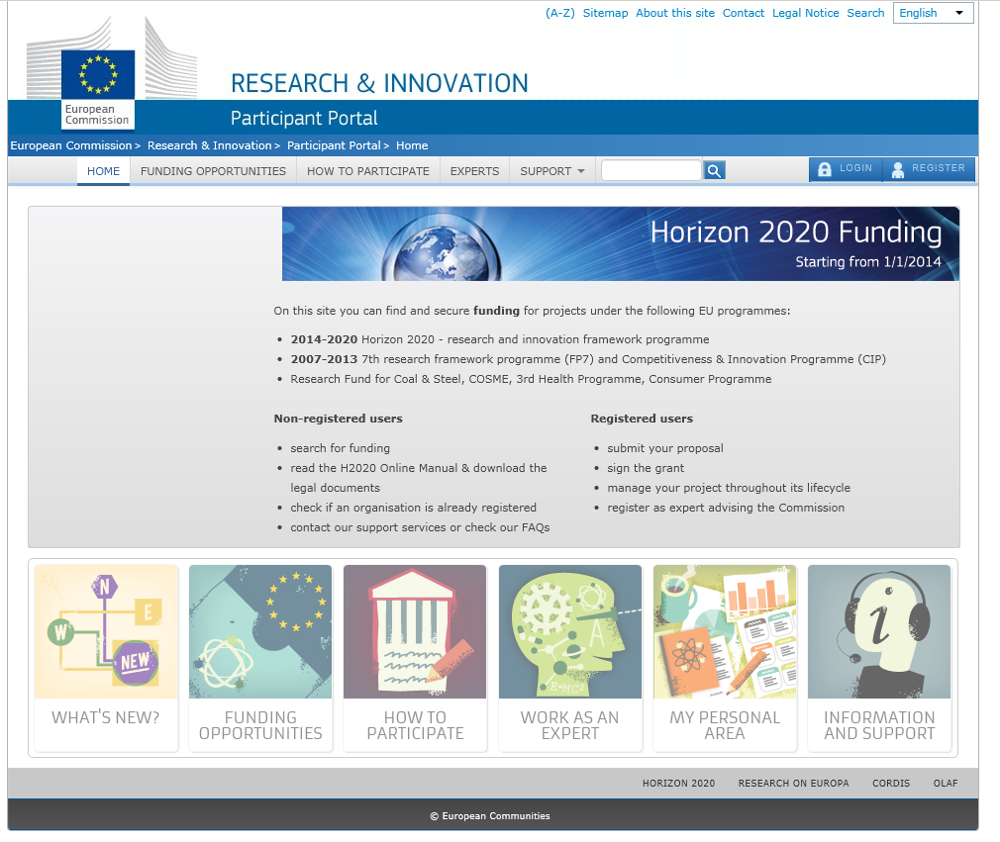 (A-Z) Sitemap About this site Contact Legal Notice Search English
RESEARCH & INNOVATION
European
Commission
Participant Portal
European Commission > Research & Innovation > Participant Portal > Home
HOME FUNDING OPPORTUNITIES HOW TO PARTICIPATE EXPERTS SUPPORT LOGIN REGISTER
Horizon 2020 Funding
Starting from 1/1/2014
On this site you can find and secure funding for projects under the following EU programmes:
• 2014-2020 Horizon 2020 - research and innovation framework programme
• 2007-2013 7th research framework programme (FP7) and Competitiveness & Innovation Programme (CIP)
• Research Fund for Coal & Steel, COSME, 3rd Health Programme, Consumer Programme
Non-registered users
• search for funding
• read the H2020 Online Manual & download the
legal documents
• check if an organisation is already registered
• contact our support services or check our FAQs
Registered users
• submit your proposal
• sign the grant
• manage your project throughout its lifecycle
• register as expert advising the Commission
N
E
W
NEW
WHAT'S NEW?
FUNDING
OPPORTUNITIES
HOW TO
PARTICIPATE
A
E=MC²
WORK AS AN
EXPERT
MY PERSONAL
AREA
i
INFORMATION
AND SUPPORT
HORIZON 2020 RESEARCH ON EUROPA CORDIS OLAF
© European Communities